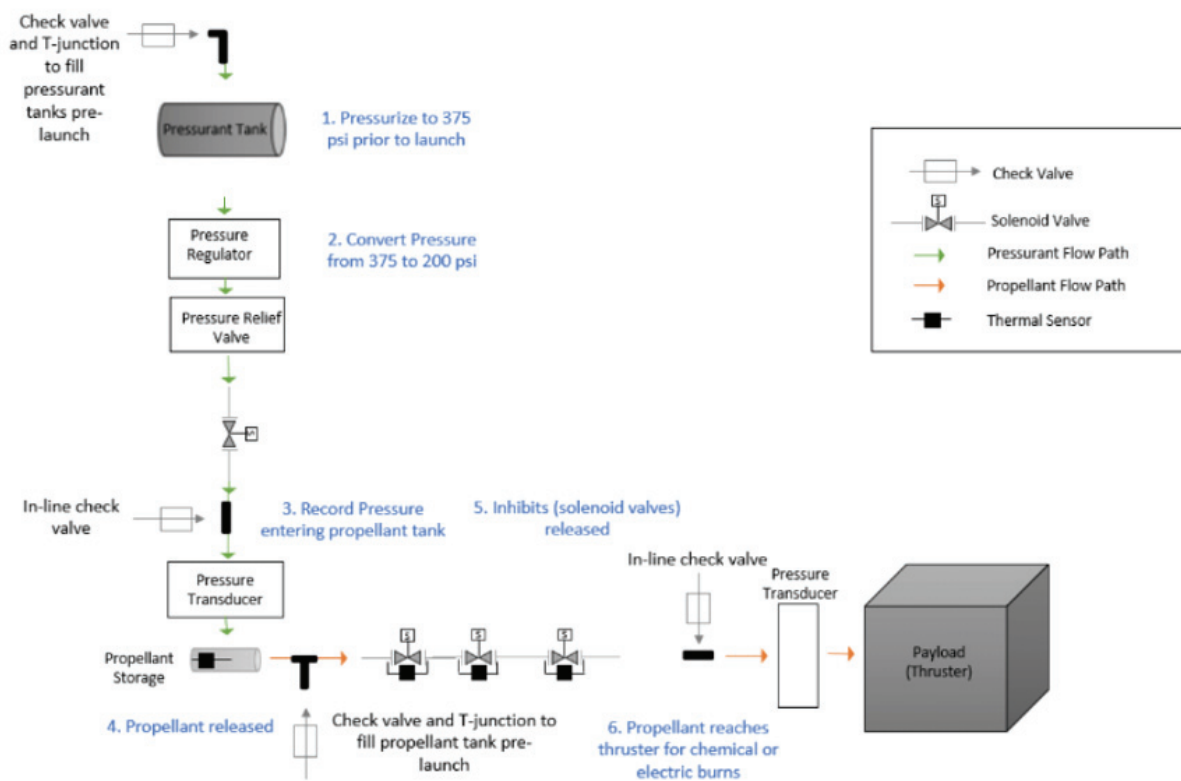 Check valve
and T-junction
to fill
pressurant
tanks pre-
launch
Pressurant Tank
1. Pressurize to 375
psi prior to launch
Pressure
Regulator
2. Convert Pressure
from 375 to 200 psi
Pressure Relief
Valve
S
In-line check
valve
3. Record Pressure
entering propellant tank
5. Inhibits (solenoid valves)
released
Pressure
Transducer
In-line check valve
Pressure
Transducer
Propellant
Storage
S
S
S
Payload
(Thruster)
4. Propellant released
Check valve and T-junction to
fill propellant tank pre-
launch
6. Propellant reaches
thruster for chemical or
electric burns
Check Valve
S
Solenoid Valve
Pressurant Flow Path
Propellant Flow Path
Thermal Sensor